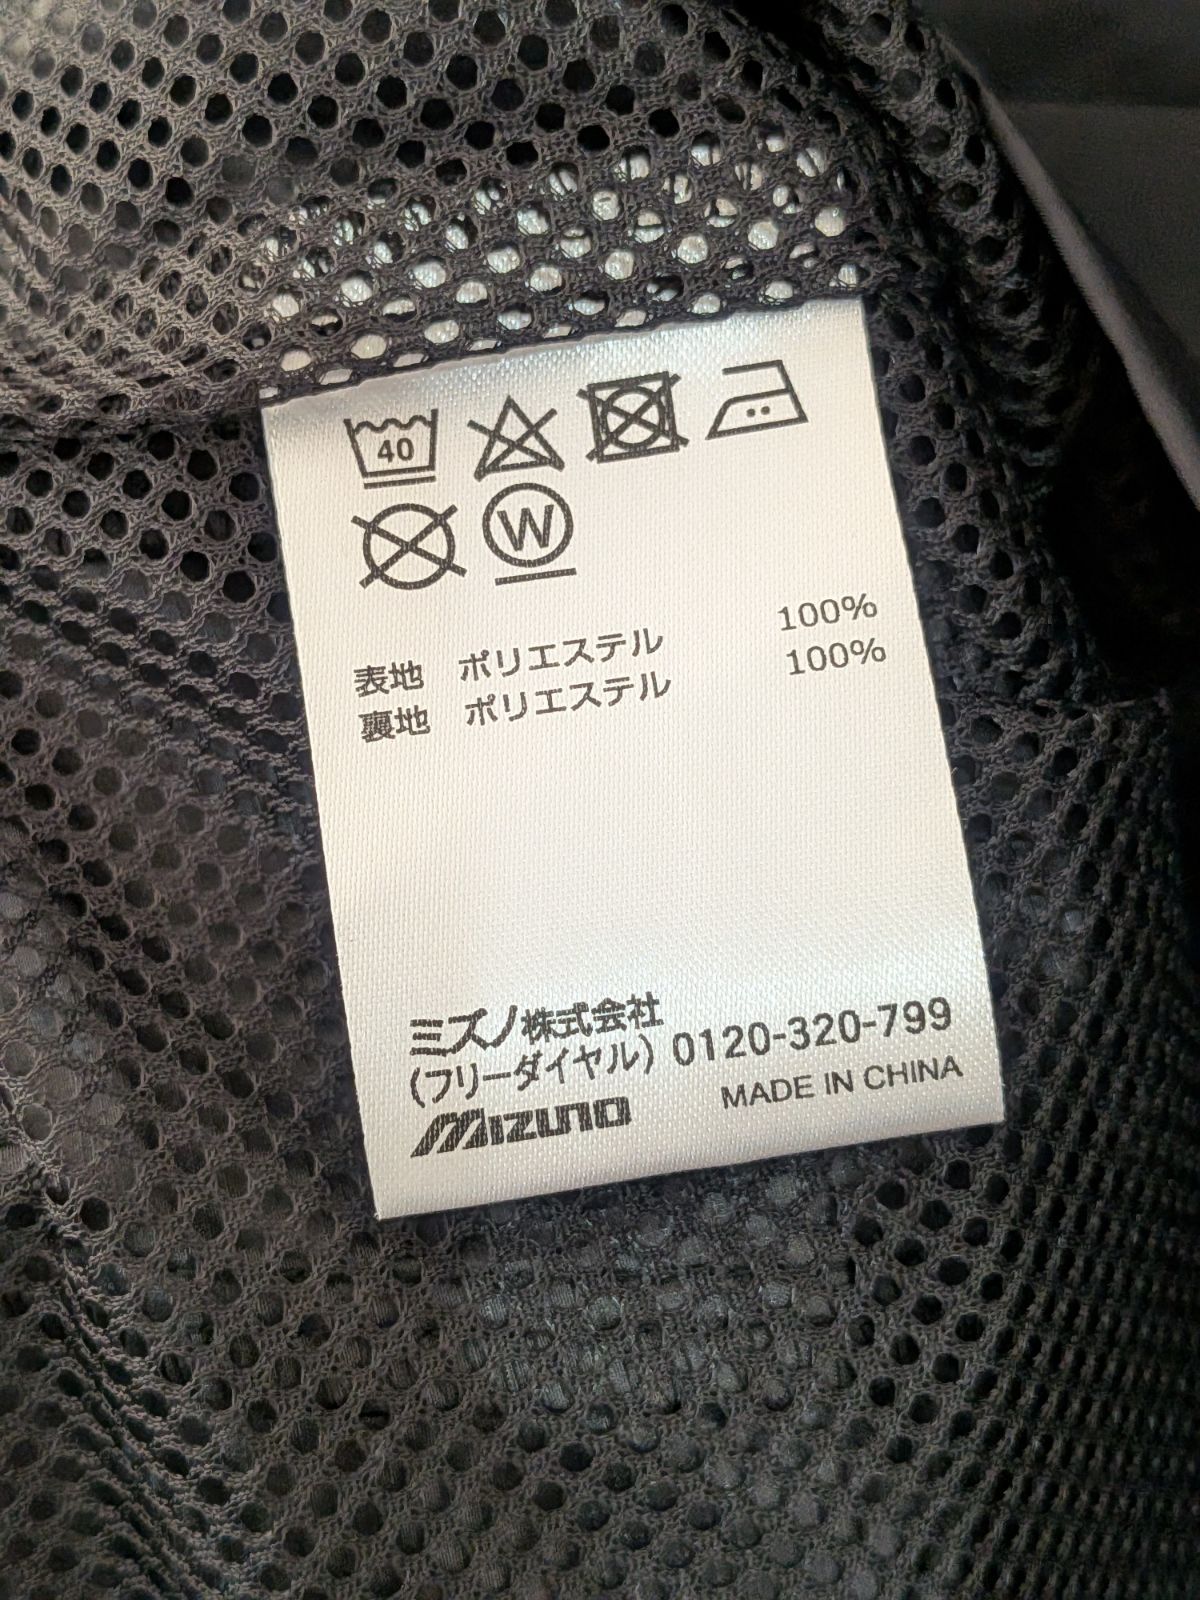 40
W
表地 ポリエステル 100%
裏地 ポリエステル 100%
ミズノ株式会社
(フリーダイヤル) 0120-320-799
MIZUNO MADE IN CHINA